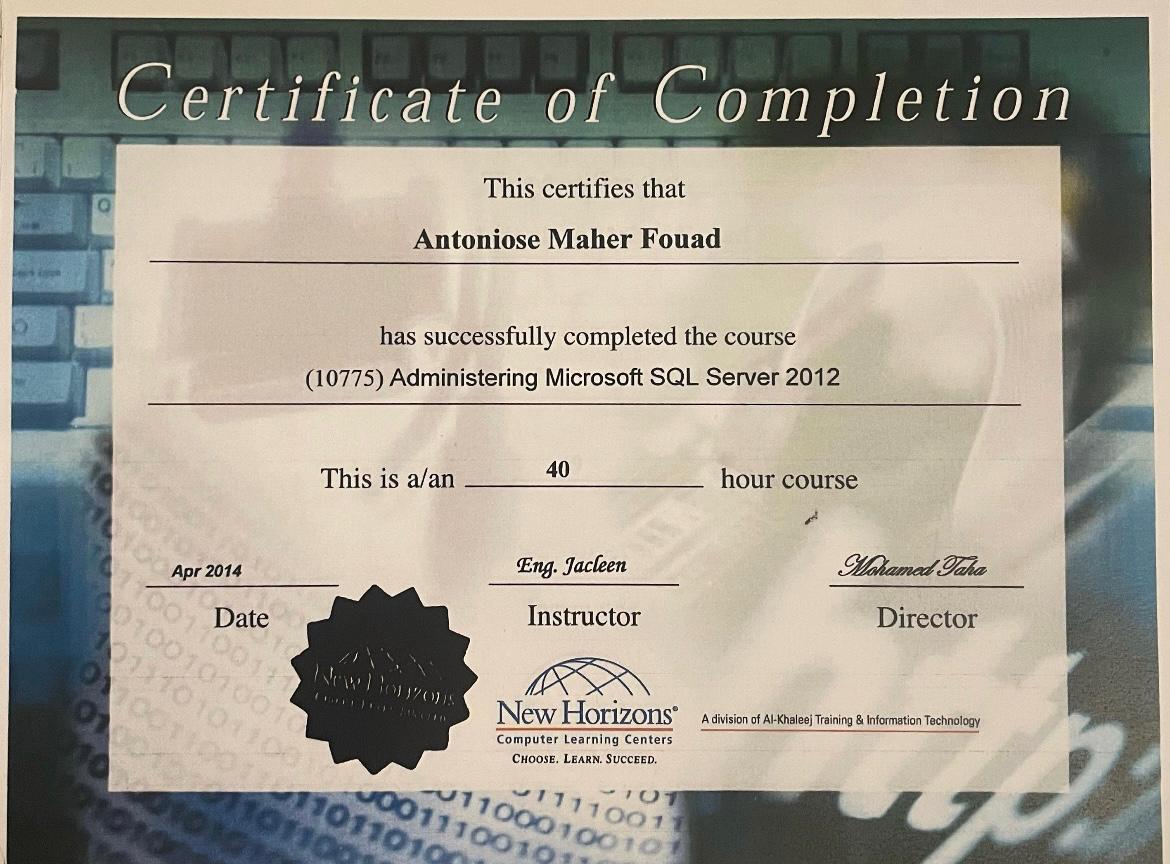 Certificate of Completion
This certifies that
Antoniose Maher Fouad
has successfully completed the course
(10775) Administering Microsoft SQL Server 2012
This is a/an 40 hour course
Apr 2014
Eng. Jacleen
Mohamed Taha
Date
Instructor
Director
New Horizons
New Horizons®
Computer Learning Centers
CHOOSE. LEARN. SUCCEED.
A division of Al-Khaleej Training & Information Technology
http: